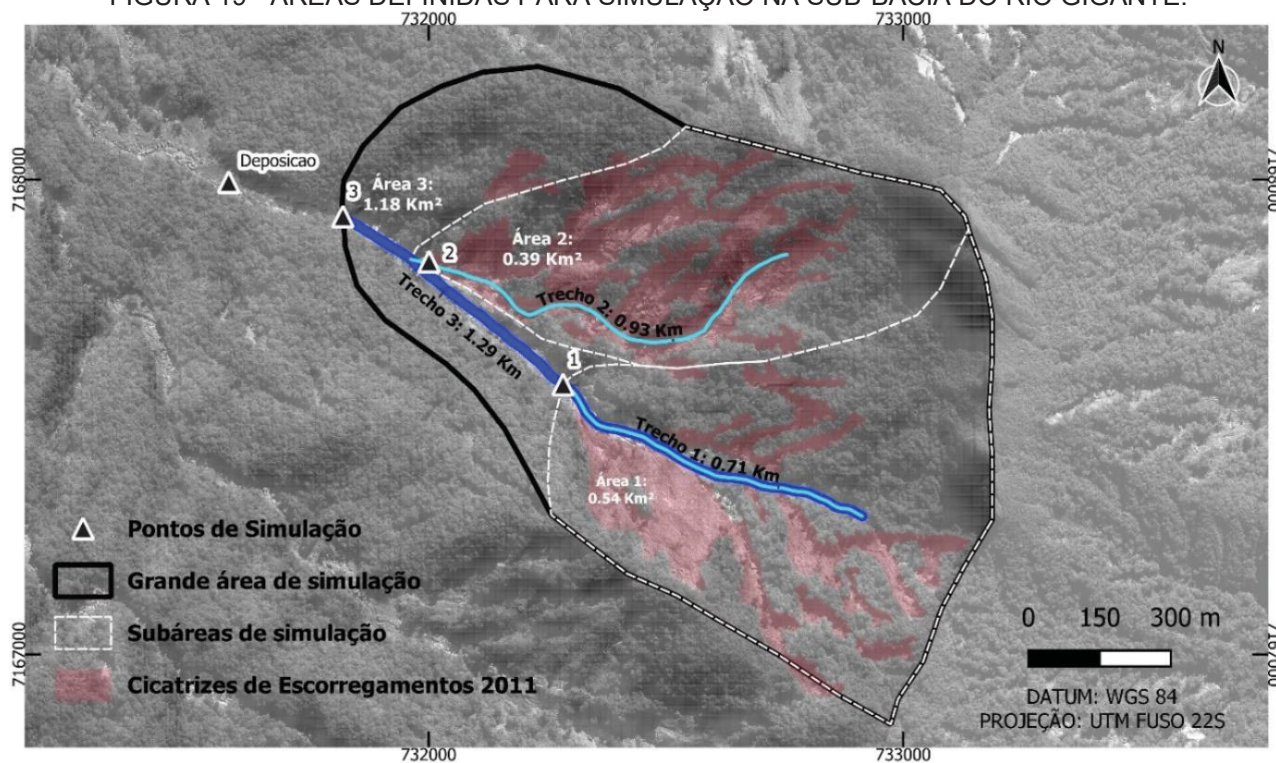 FIGURA 19 - ÁREAS DEFINIDAS PARA SIMULAÇÃO NA SUB-BACIA DO RIO GIGANTE.
732000
733000
N
7168000
7168000
Deposicao
3
Área 3:
1.18 Km²
2
Área 2:
0.39 Km²
Trecho 2: 0.93 Km
Trecho 3: 1.29 Km
1
Trecho 1: 0.71 Km
Área 1:
0.54 Km²
Pontos de Simulação
Grande área de simulação
Subáreas de simulação
Cicatrizes de Escorregamentos 2011
0 150 300 m
7167000
7167000
DATUM: WGS 84
PROJEÇÃO: UTM FUSO 22S
732000
733000